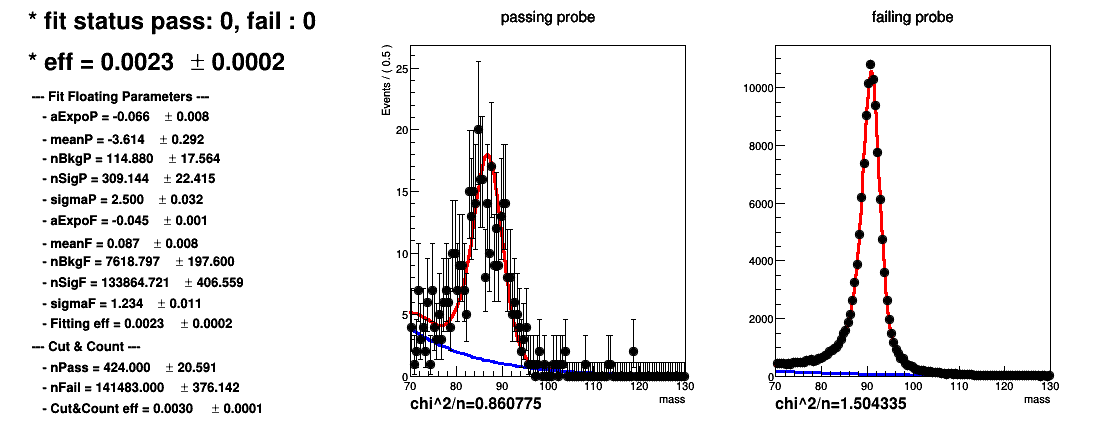 * fit status pass: 0, fail : 0
* eff = 0.0023 ± 0.0002
--- Fit Floating Parameters ---
- aExpoP = -0.066 ± 0.008
- meanP = -3.614 ± 0.292
- nBkgP = 114.880 ± 17.564
- nSigP = 309.144 ± 22.415
- sigmaP = 2.500 ± 0.032
- aExpoF = -0.045 ± 0.001
- meanF = 0.087 ± 0.008
- nBkgF = 7618.797 ± 197.600
- nSigF = 133864.721 ± 406.559
- sigmaF = 1.234 ± 0.011
- Fitting eff = 0.0023 ± 0.0002
--- Cut & Count ---
- nPass = 424.000 ± 20.591
- nFail = 141483.000 ± 376.142
- Cut&Count eff = 0.0030 ± 0.0001
passing probe
Events / ( 0.5 )
25
20
15
10
5
0
70 80 90 100 110 120 130
mass
chi^2/n=0.860775
failing probe
10000
8000
6000
4000
2000
0
70 80 90 100 110 120 130
mass
chi^2/n=1.504335